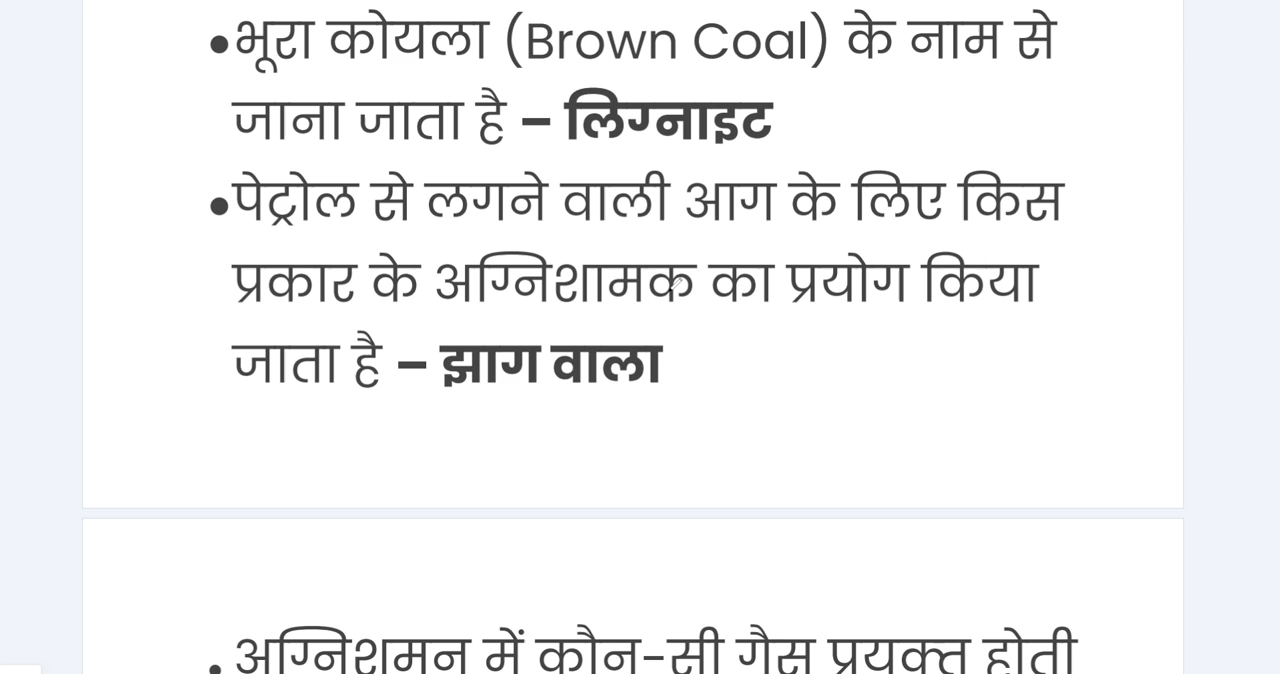 •भूरा कोयला (Brown Coal) के नाम से
जाना जाता है – लिग्नाइट
•पेट्रोल से लगने वाली आग के लिए किस
प्रकार के अग्निशामक का प्रयोग किया
जाता है – झाग वाला
• अग्निशमन में कौन-सी गैस प्रयुक्त होती